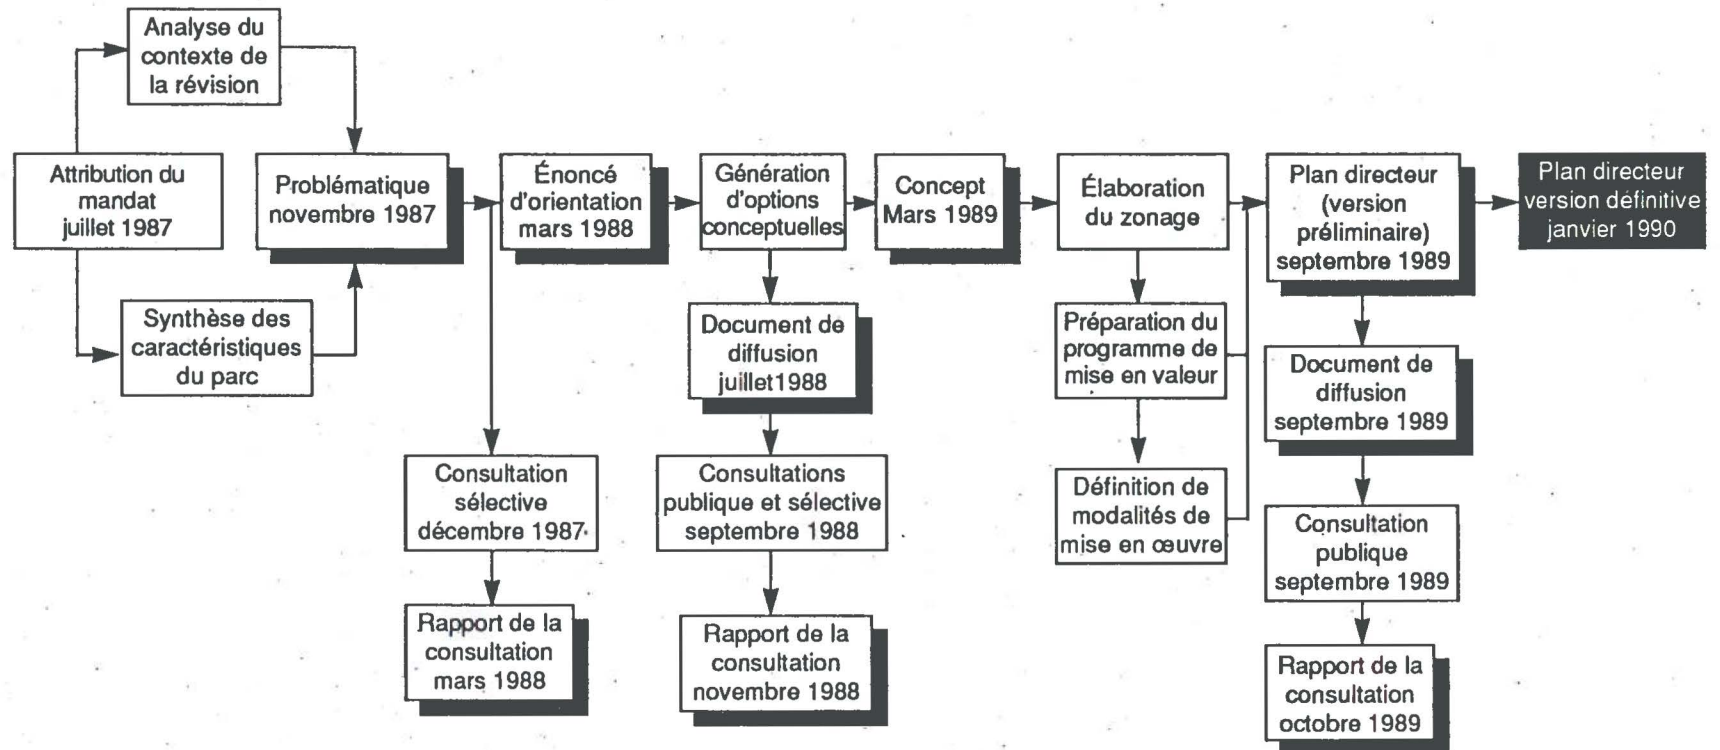 Analyse du
contexte de
la révision
Attribution du
mandat
juillet 1987
Problématique
novembre 1987
Énoncé
d'orientation
mars 1988
Génération
d'options
conceptuelles
Concept
Mars 1989
Élaboration
du zonage
Plan directeur
(version
préliminaire)
septembre 1989
Plan directeur
version définitive
janvier 1990
Synthèse des
caractéristiques
du parc
Document de
diffusion
juillet1988
Préparation du
programme de
mise en valeur
Document de
diffusion
septembre 1989
Consultation
sélective
décembre 1987
Consultations
publique et sélective
septembre 1988
Définition de
modalités de
mise en œuvre
Consultation
publique
septembre 1989
Rapport de la
consultation
mars 1988
Rapport de la
consultation
novembre 1988
Rapport de la
consultation
octobre 1989